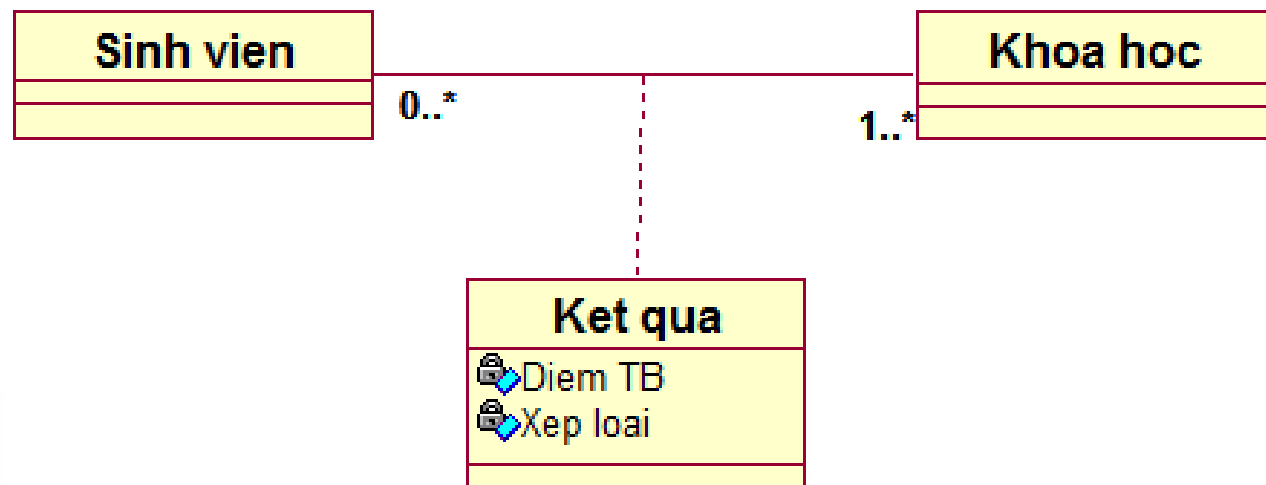 Sinh vien
Khoa hoc
0..*
1..*
Ket qua
Diem TB
Xep loai